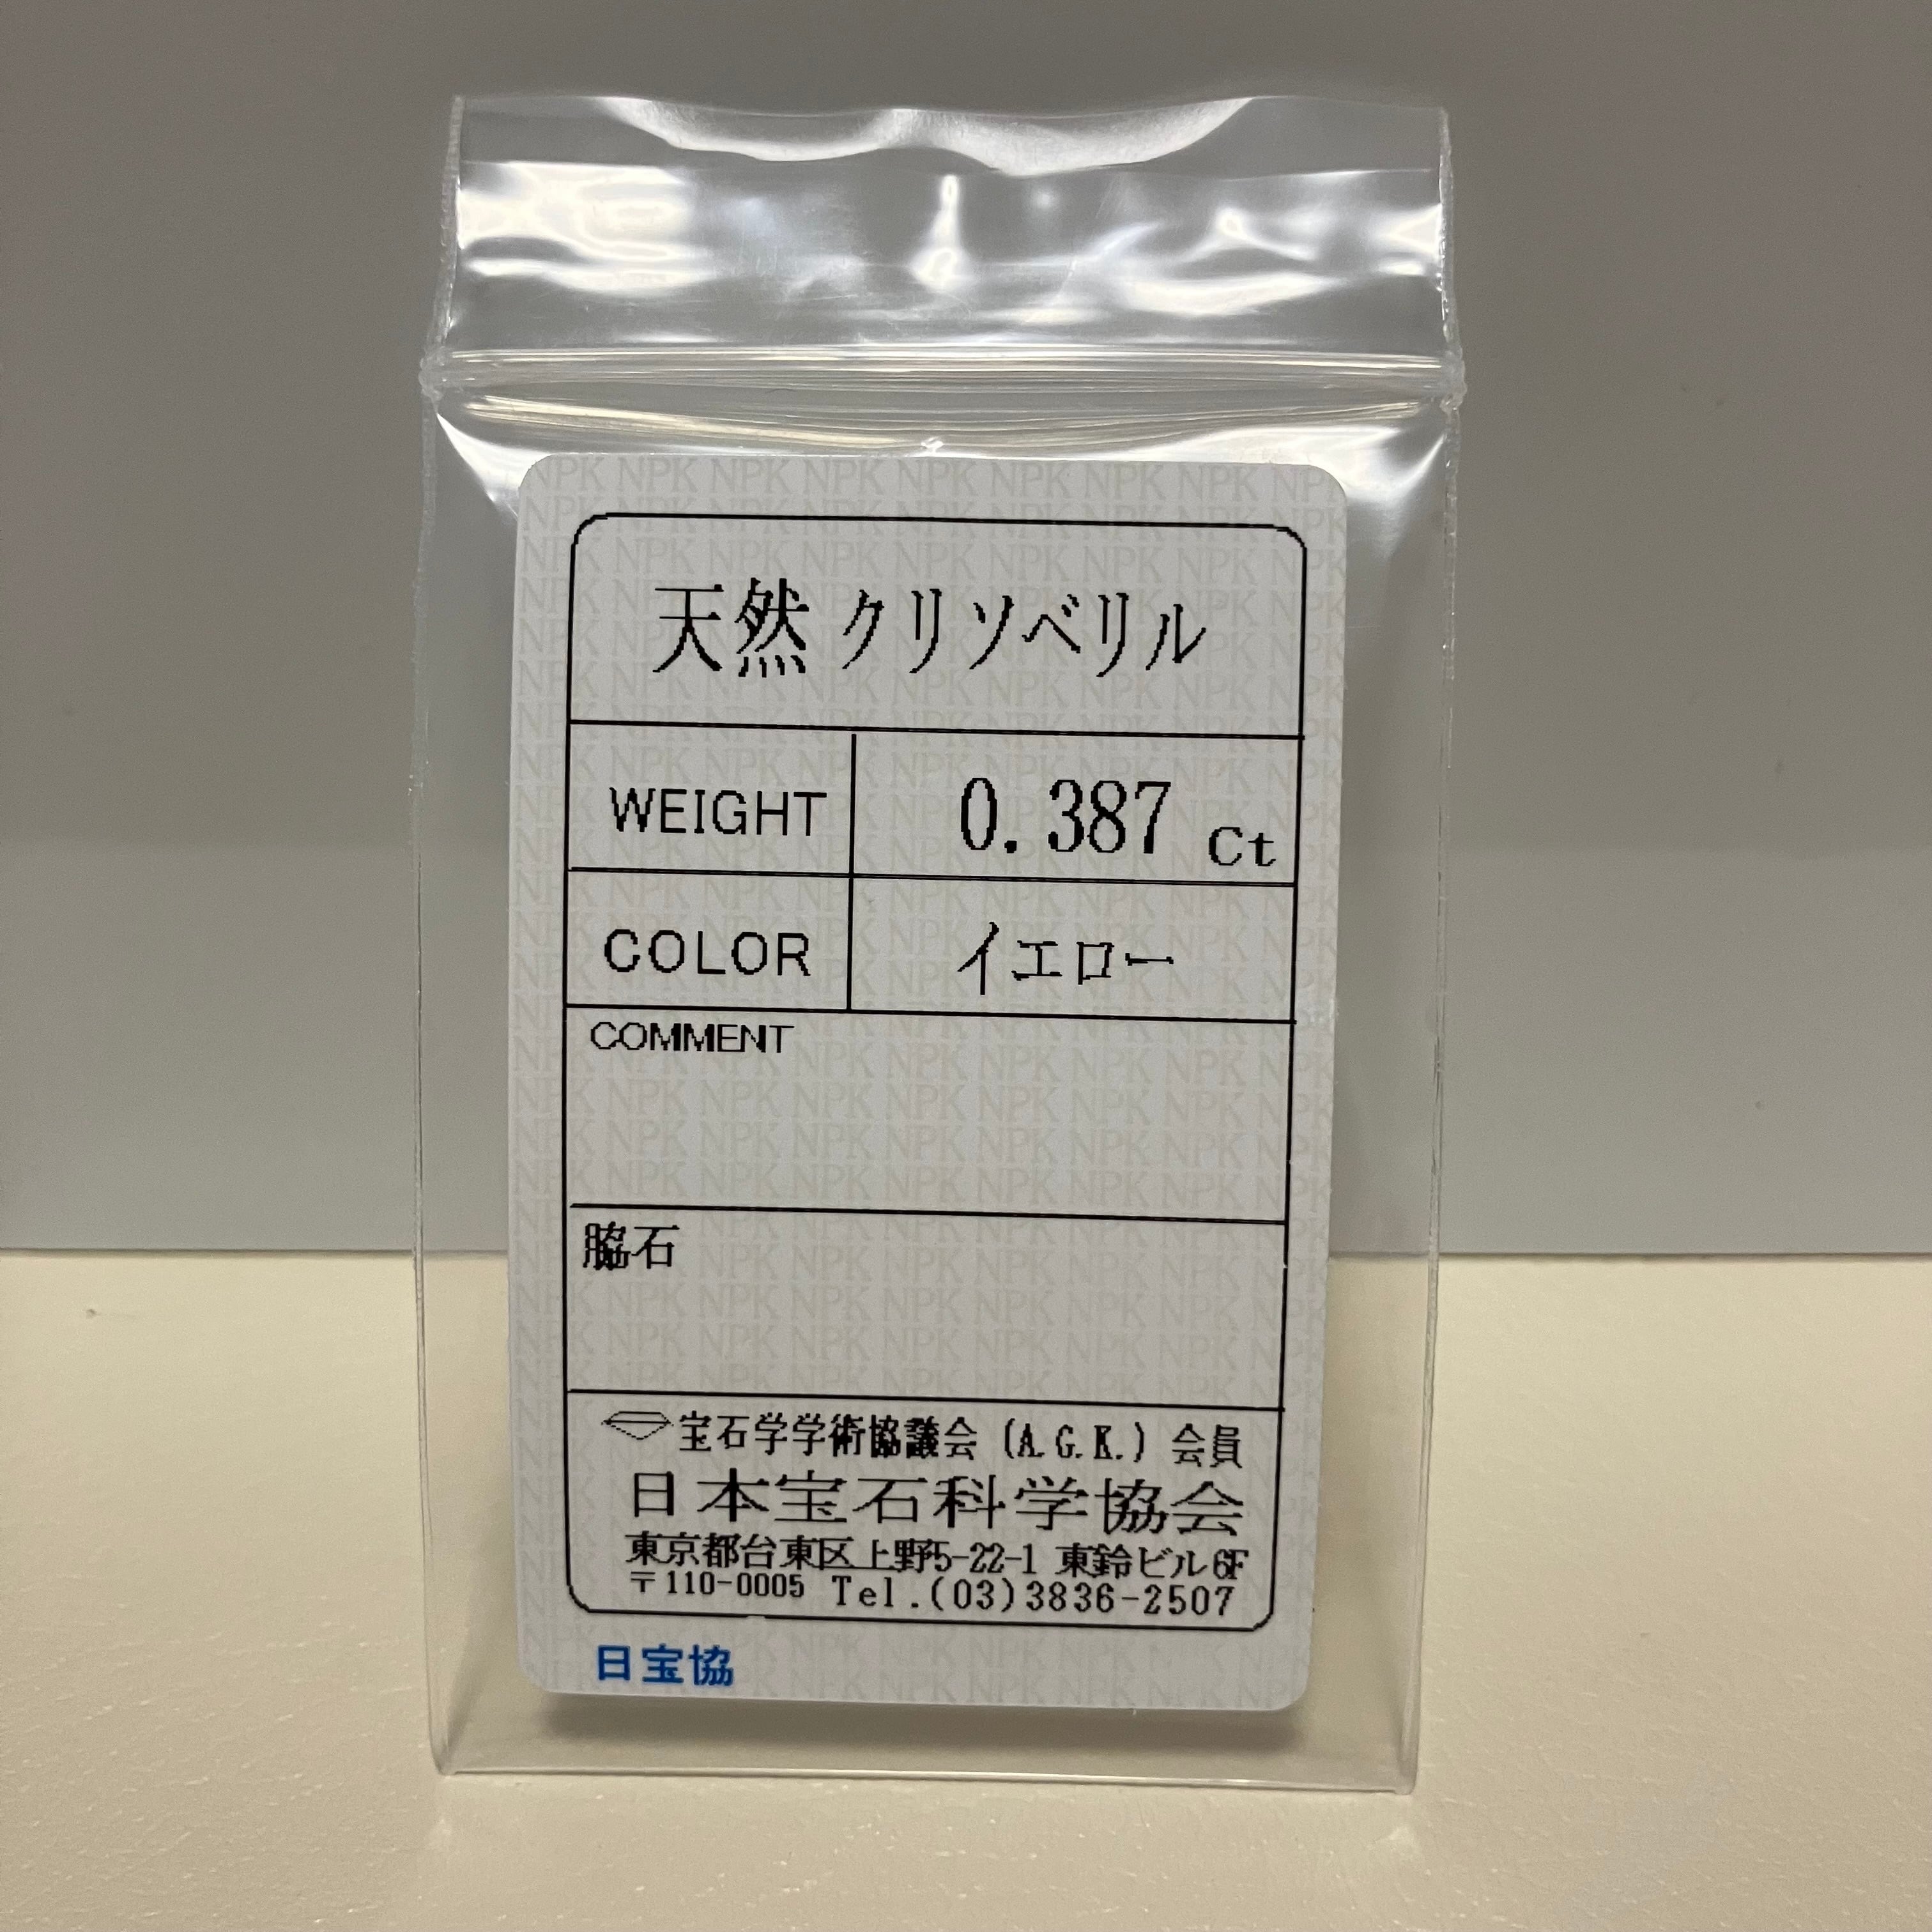 天然 クリソベリル
WEIGHT 0.387 Ct
COLOR イエロー
COMMENT
脇石
宝石学学術協議会 (A.G.K.) 会員
日本宝石科学協会
東京都台東区上野5-22-1 東鈴ビル6F
〒110-0005 Tel.(03)3836-2507
日宝協